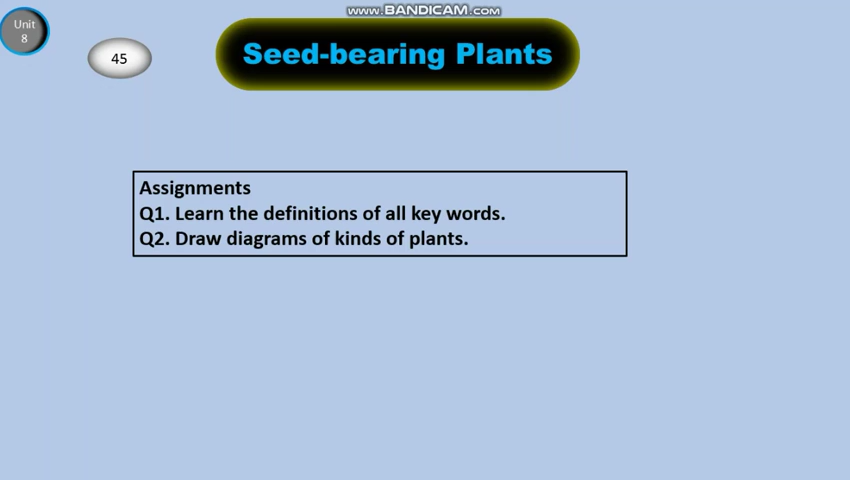 www.BANDICAM.com
Unit
8
45
Seed-bearing Plants
Assignments
Q1. Learn the definitions of all key words.
Q2. Draw diagrams of kinds of plants.